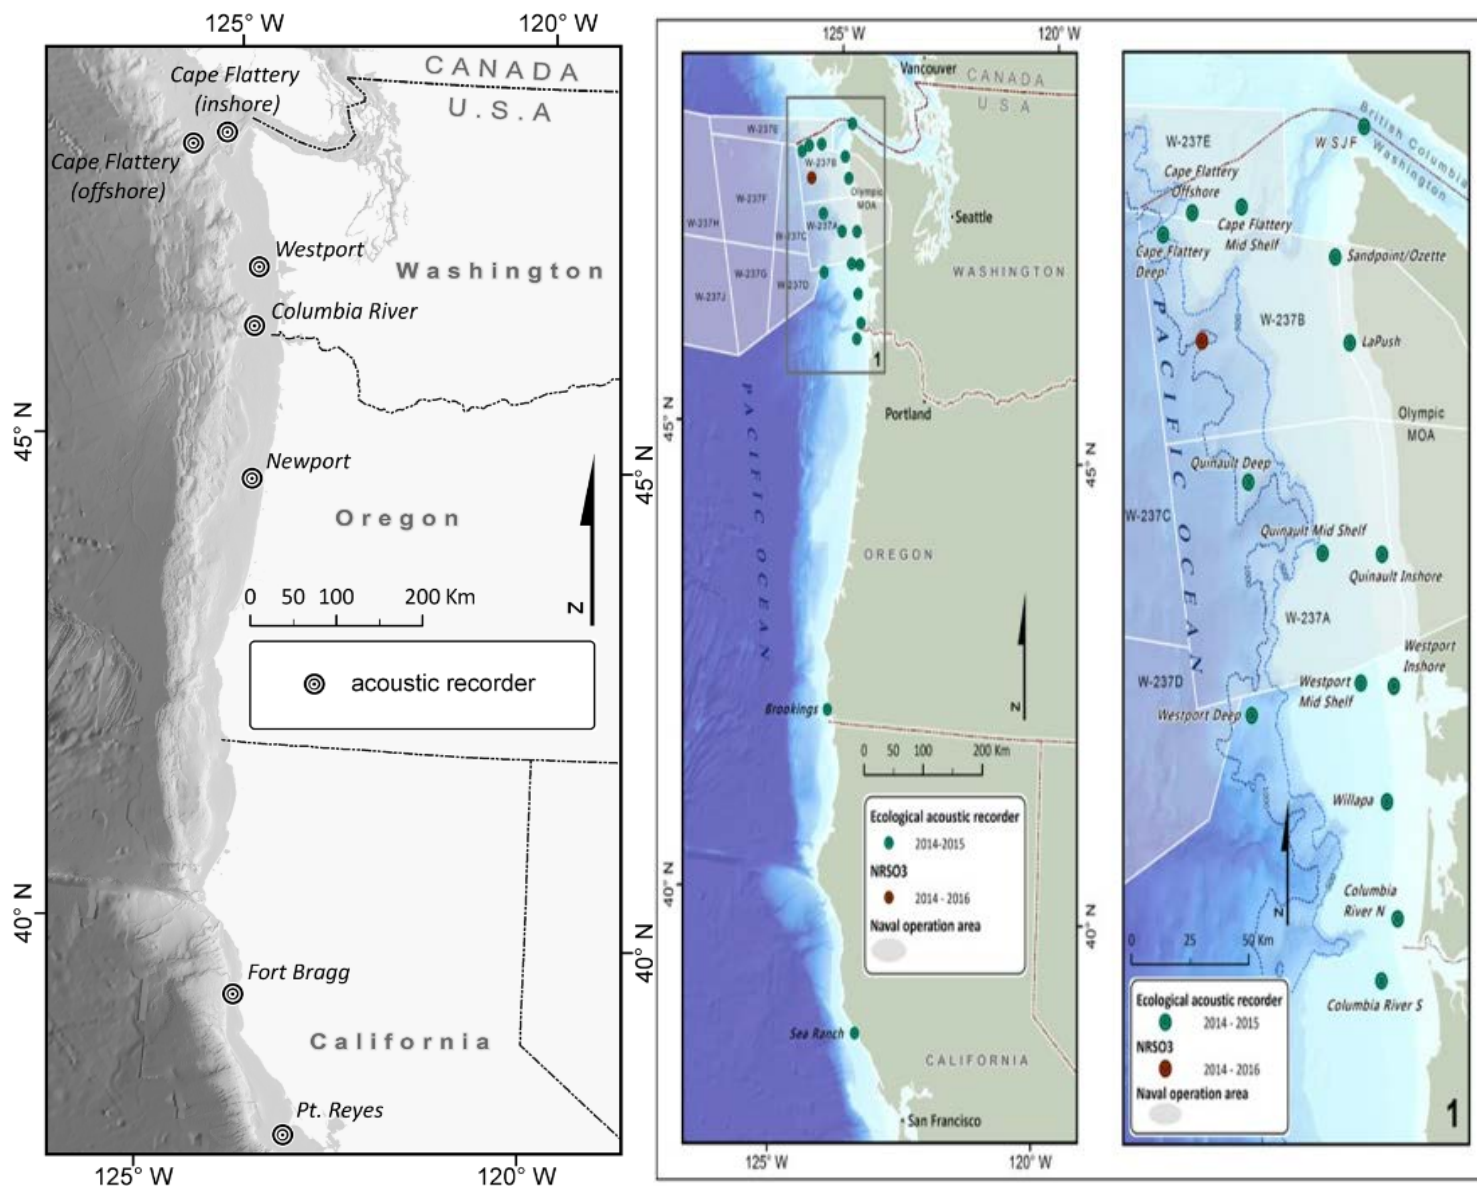 125° W
120° W
CANADA
U.S.A
Cape Flattery
(inshore)
Cape Flattery
(offshore)
Westport
Washington
Columbia River
45° N
45° N
Newport
Oregon
0 50 100 200 Km
N
acoustic recorder
40° N
40° N
Fort Bragg
California
Pt. Reyes
125° W
120° W
125° W
120° W
Vancouver
CANADA
U.S.A
W-237E
W-237B
W-237F
Olympic
MOA
Seattle
W-237H
W-237C
W-237A
W-237G
W-237D
WASHINGTON
W-237J
1
Portland
45° N
45° N
PACIFIC OCEAN
OREGON
N
Brookings
0 50 100 200 Km
Ecological acoustic recorder
2014-2015
NRSO3
2014 - 2016
Naval operation area
40° N
40° N
Sea Ranch
CALIFORNIA
San Francisco
125° W
120° W
British Columbia
Washington
W-237E
WSJF
Cape Flattery
Offshore
Cape Flattery
Mid Shelf
Cape Flattery
Deep
Sandpoint/Ozette
W-237B
500
LaPush
PACIFIC OCEAN
Olympic
MOA
Quinault Deep
W-237C
Quinault Mid Shelf
Quinault Inshore
1000
W-237A
Westport
Inshore
W-237D
Westport
Mid Shelf
Westport Deep
1000
Willapa
Columbia
River N
N
0 25 50 Km
Columbia River S
Ecological acoustic recorder
2014 - 2015
NRSO3
2014 - 2016
Naval operation area
1